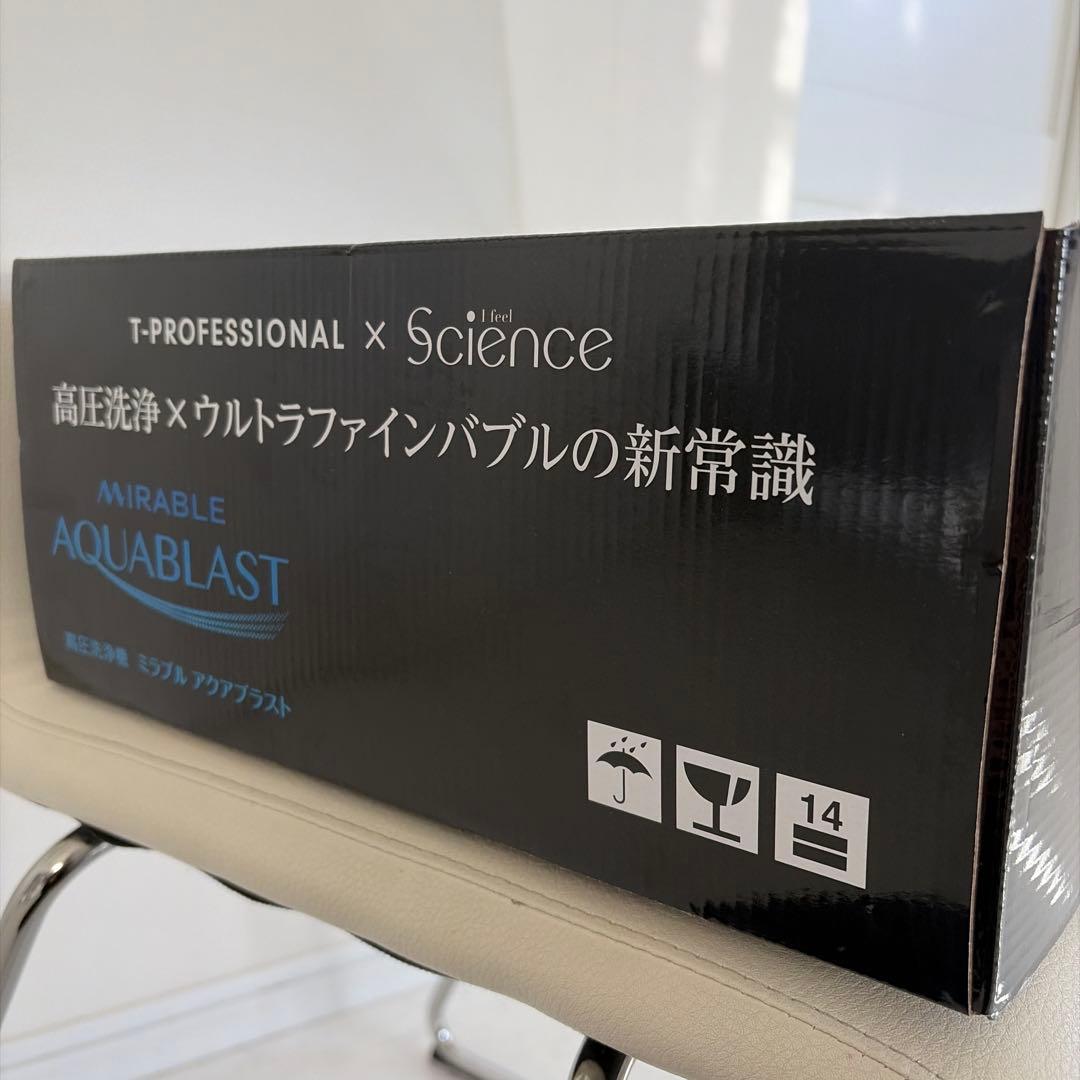 T-PROFESSIONAL × I feel Science
高圧洗浄×ウルトラファインバブルの新常識
MIRABLE
AQUABLAST
高圧洗浄機 ミラブル アクアブラスト
14